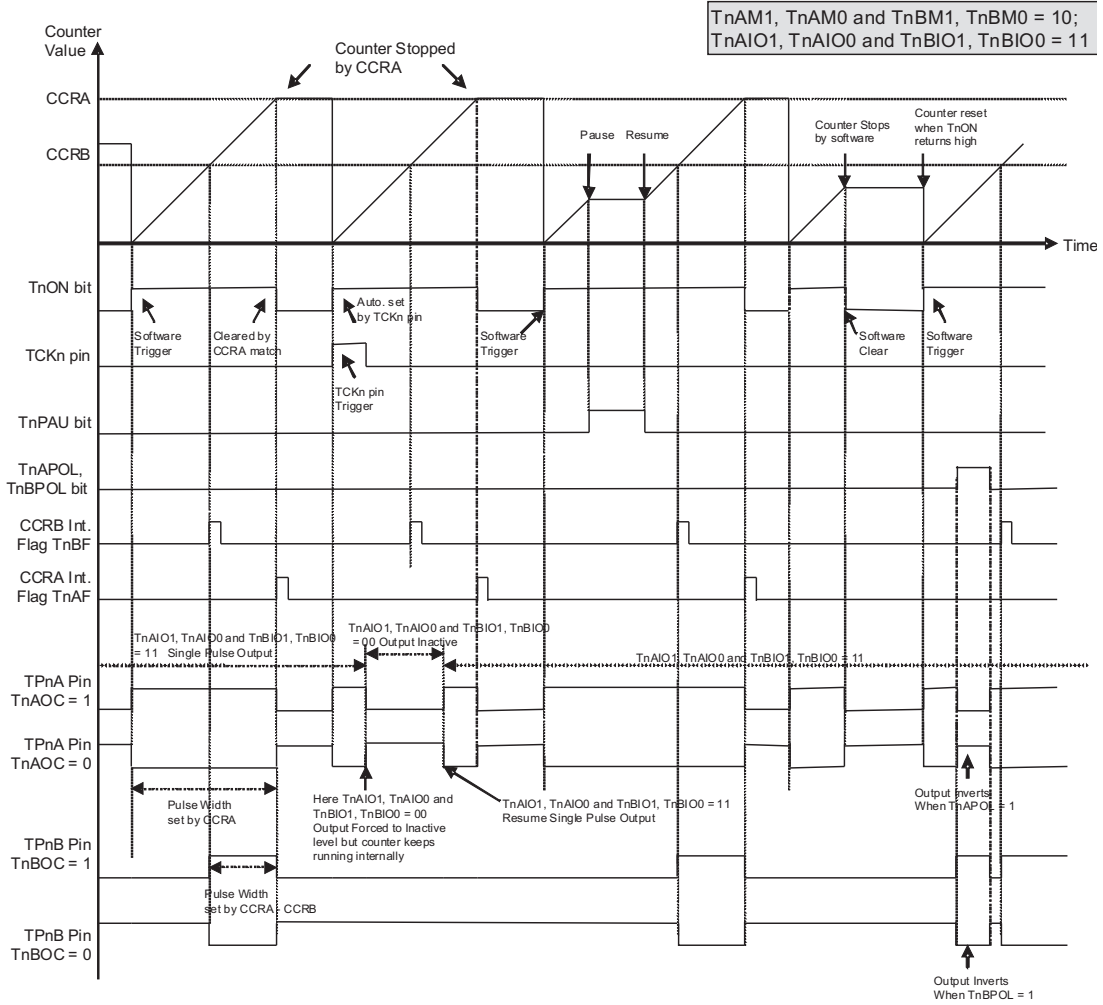 TnAM1, TnAM0 and TnBM1, TnBM0 = 10;
TnAIO1, TnAIO0 and TnBIO1, TnBIO0 = 11
Counter
Value
Counter Stopped
by CCRA
CCRA
CCRB
Pause
Resume
Counter Stops
by software
Counter reset
when TnON
returns high
Time
TnON bit
Software
Trigger
Cleared by
CCRA match
Auto. set
by TCKn pin
Software
Trigger
Software
Clear
Software
Trigger
TCKn pin
TCKn pin
Trigger
TnPAU bit
TnAPOL,
TnBPOL bit
CCRB Int.
Flag TnBF
CCRA Int.
Flag TnAF
TnAIO1, TnAIO0 and TnBIO1, TnBIO0
= 11 Single Pulse Output
TnAIO1, TnAIO0 and TnBIO1, TnBIO0
= 00 Output Inactive
TnAIO1, TnAIO0 and TnBIO1, TnBIO0 = 11
TPnA Pin
TnAOC = 1
TPnA Pin
TnAOC = 0
Pulse Width
set by CCRA
Here TnAIO1, TnAIO0 and
TnBIO1, TnBIO0 = 00
Output Forced to Inactive
level but counter keeps
running internally
TnAIO1, TnAIO0 and TnBIO1, TnBIO0 = 11
Resume Single Pulse Output
Output Inverts
When TnAPOL = 1
TPnB Pin
TnBOC = 1
Pulse Width
set by CCRA - CCRB
TPnB Pin
TnBOC = 0
Output Inverts
When TnBPOL = 1